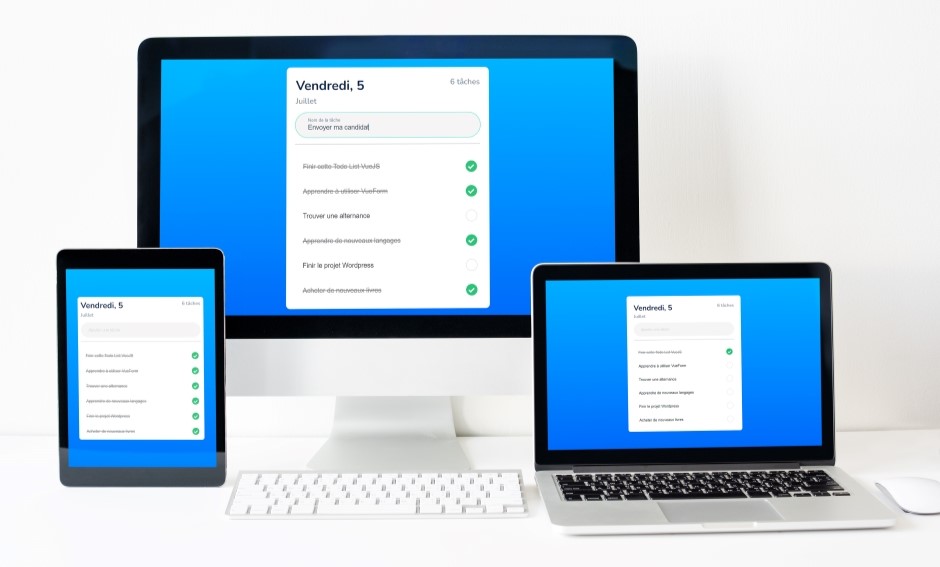 Vendredi, 5
6 tâches
Juillet
Nom de la tâche
Envoyer ma candidat
Finir cette Todo List VueJS
Apprendre à utiliser VueForm
Trouver une alternance
Apprendre de nouveaux langages
Finir le projet Wordpress
Acheter de nouveaux livres
Vendredi, 5
6 tâches
Juillet
Finir cette Todo List VueJS
Apprendre à utiliser VueForm
Trouver une alternance
Apprendre de nouveaux langages
Finir le projet Wordpress
Acheter de nouveaux livres
Vendredi, 5
6 tâches
Juillet
Finir cette Todo List VueJS
Apprendre à utiliser VueForm
Trouver une alternance
Apprendre de nouveaux langages
Finir le projet Wordpress
Acheter de nouveaux livres